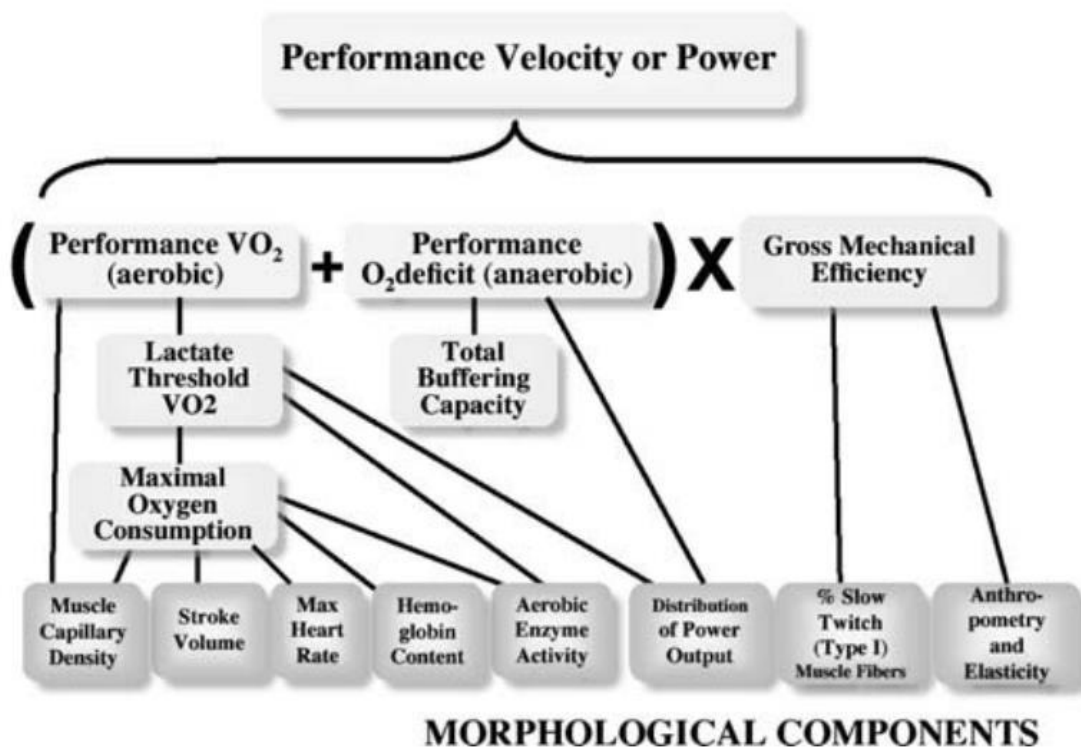 Performance Velocity or Power
(
Performance VO₂
(aerobic)
+
Performance
O₂deficit (anaerobic)
)
X
Gross Mechanical
Efficiency
Lactate
Threshold
VO2
Total
Buffering
Capacity
Maximal
Oxygen
Consumption
Muscle
Capillary
Density
Stroke
Volume
Max
Heart
Rate
Hemo-
globin
Content
Aerobic
Enzyme
Activity
Distribution
of Power
Output
% Slow
Twitch
(Type I)
Muscle Fibers
Anthro-
pometry
and
Elasticity
MORPHOLOGICAL COMPONENTS